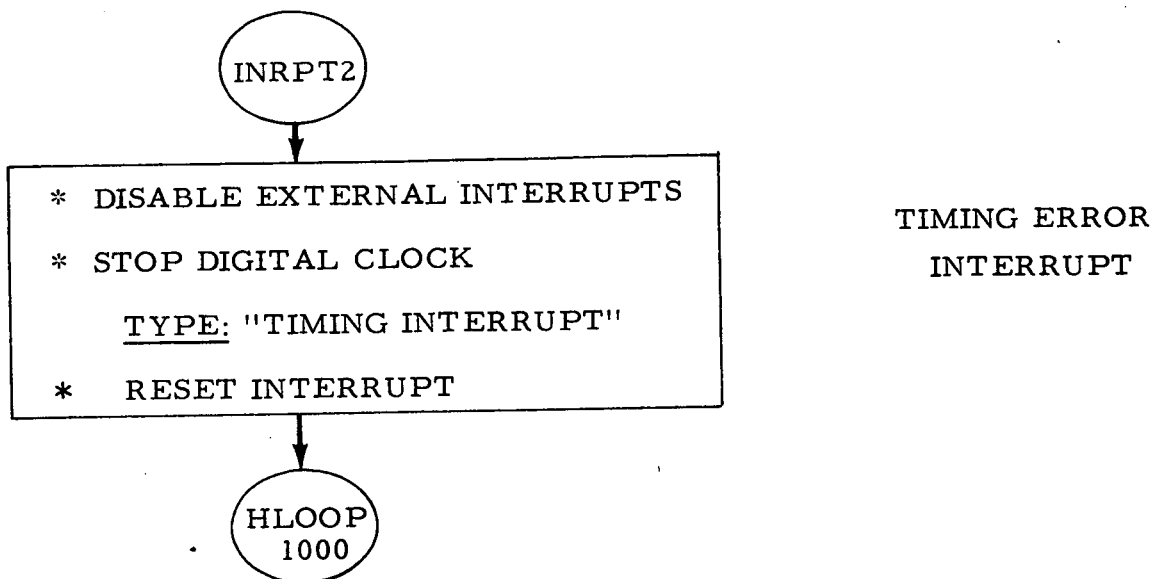 INRPT2
* DISABLE EXTERNAL INTERRUPTS
* STOP DIGITAL CLOCK
TYPE: "TIMING INTERRUPT"
* RESET INTERRUPT
TIMING ERROR
INTERRUPT
HLOOP
1000